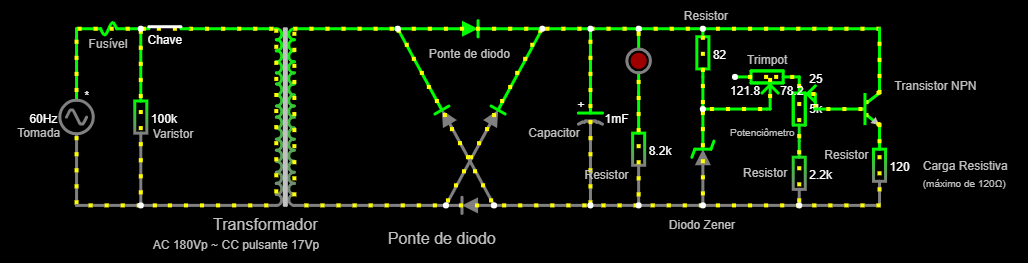 Fusível
Chave
*
60Hz
Tomada
100k
Varistor
Transformador
AC 180Vp ~ CC pulsante 17Vp
Ponte de diodo
Ponte de diodo
+
1mF
Capacitor
8.2k
Resistor
Resistor
82
Diodo Zener
Trimpot
121.8
78.2
25
5k
Potenciômetro
Resistor
2.2k
Transistor NPN
Resistor
120
Carga Resistiva
(máximo de 120Ω)